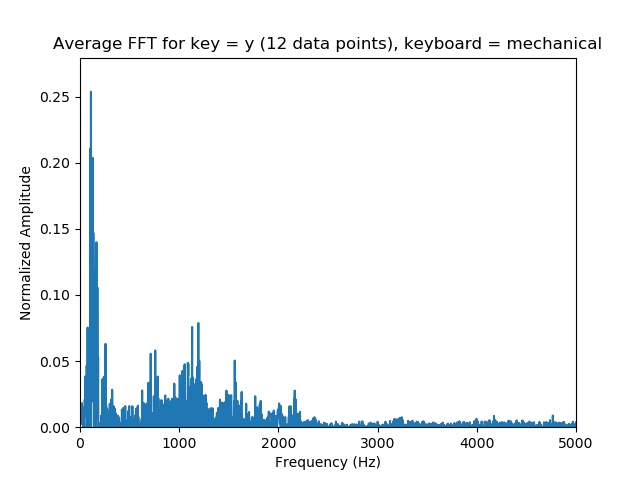 Average FFT for key = y (12 data points), keyboard = mechanical
0.25
0.20
0.15
0.10
0.05
0.00
Normalized Amplitude
0 1000 2000 3000 4000 5000
Frequency (Hz)